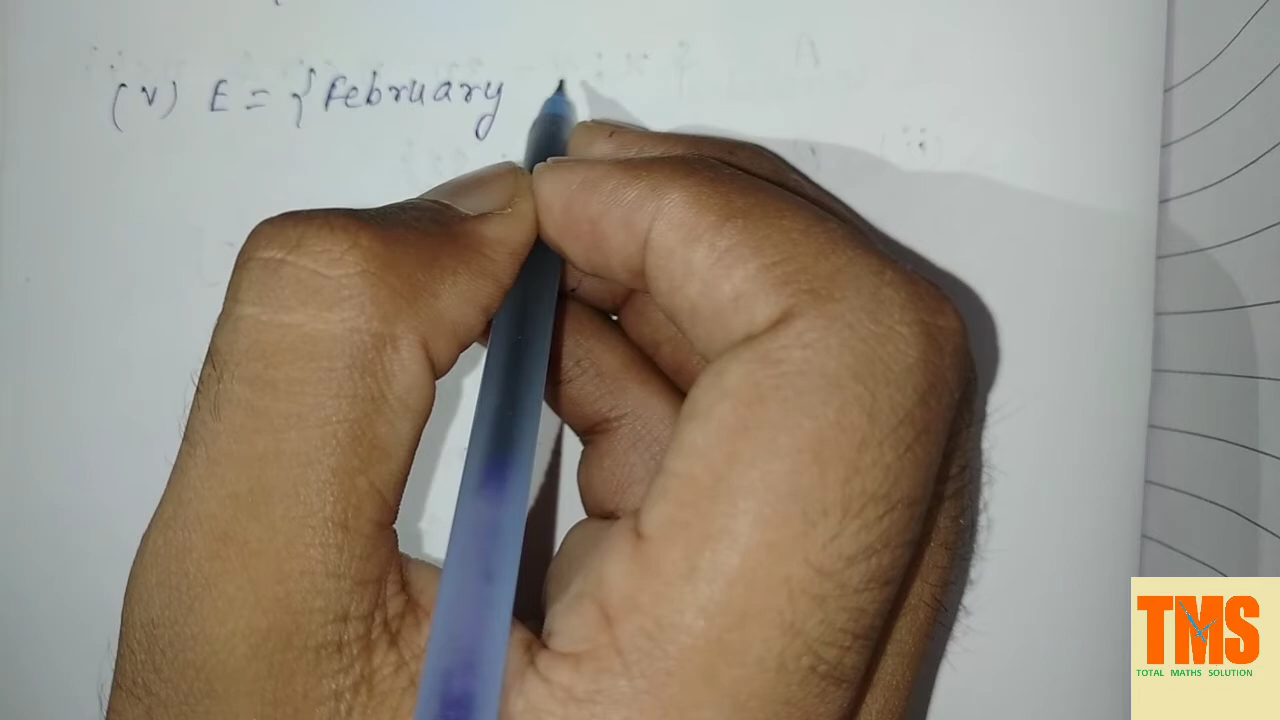 (v) E = { February
TMS
TOTAL MATHS SOLUTION